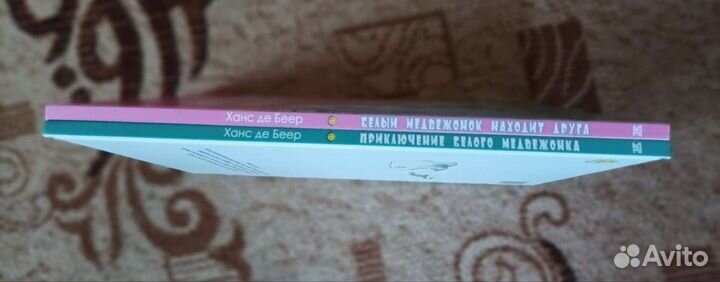 Ханс де Беер БЕЛЫЙ МЕДВЕЖОНОК НАХОДИТ ДРУГА
Ханс де Беер ПРИКЛЮЧЕНИЕ БЕЛОГО МЕДВЕЖОНКА
Avito